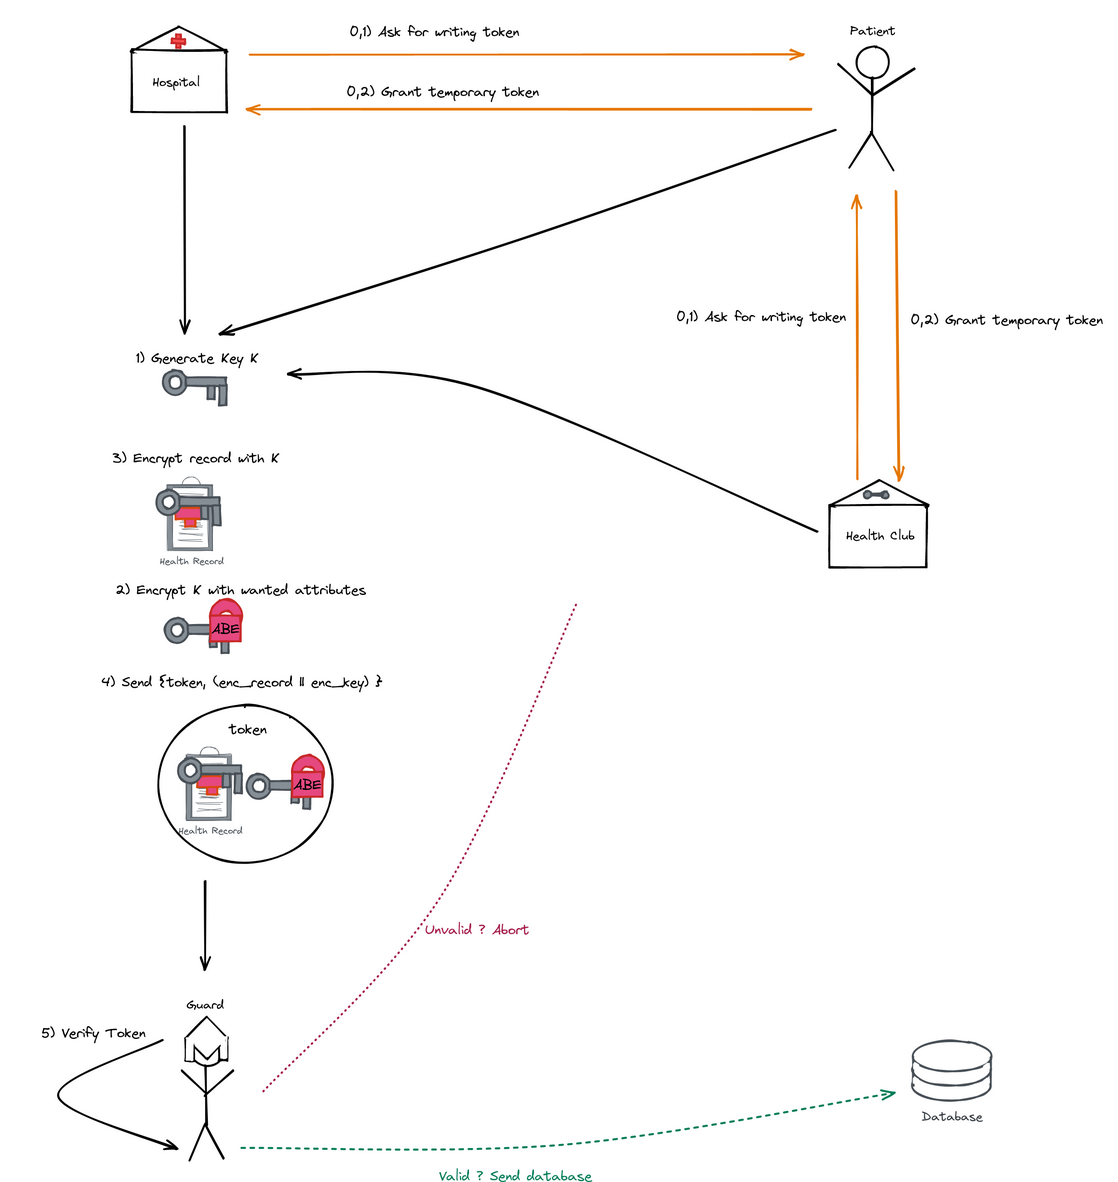 0,1) Ask for writing token
Patient
Hospital
0,2) Grant temporary token
0,1) Ask for writing token
0,2) Grant temporary token
1) Generate Key K
3) Encrypt record with K
Health Record
Health Club
2) Encrypt K with wanted attributes
ABE
4) Send {token, (enc_record || enc_key) }
token
ABE
Health Record
Unvalid ? Abort
Guard
5) Verify Token
Database
Valid ? Send database